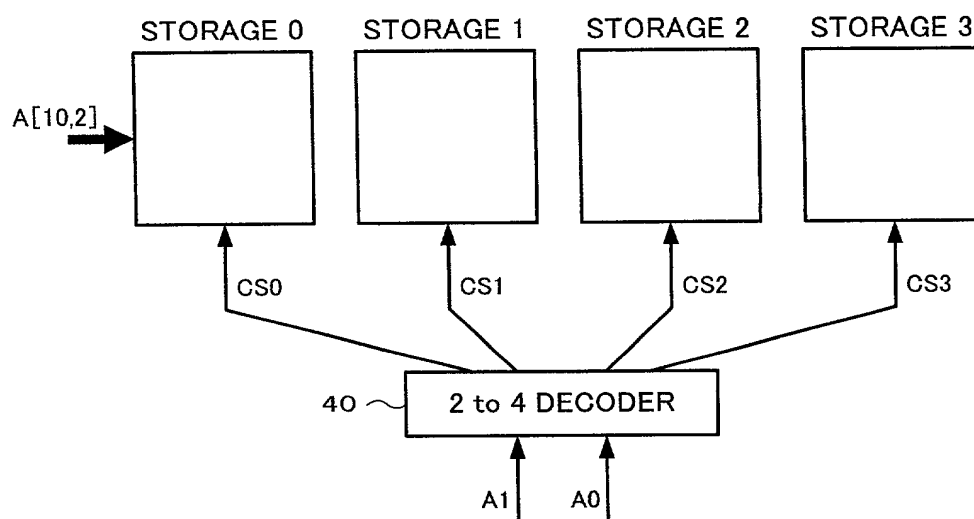 STORAGE 0
STORAGE 1
STORAGE 2
STORAGE 3
A[10,2]
CS0
CS1
CS2
CS3
40
2 to 4 DECODER
A1
A0